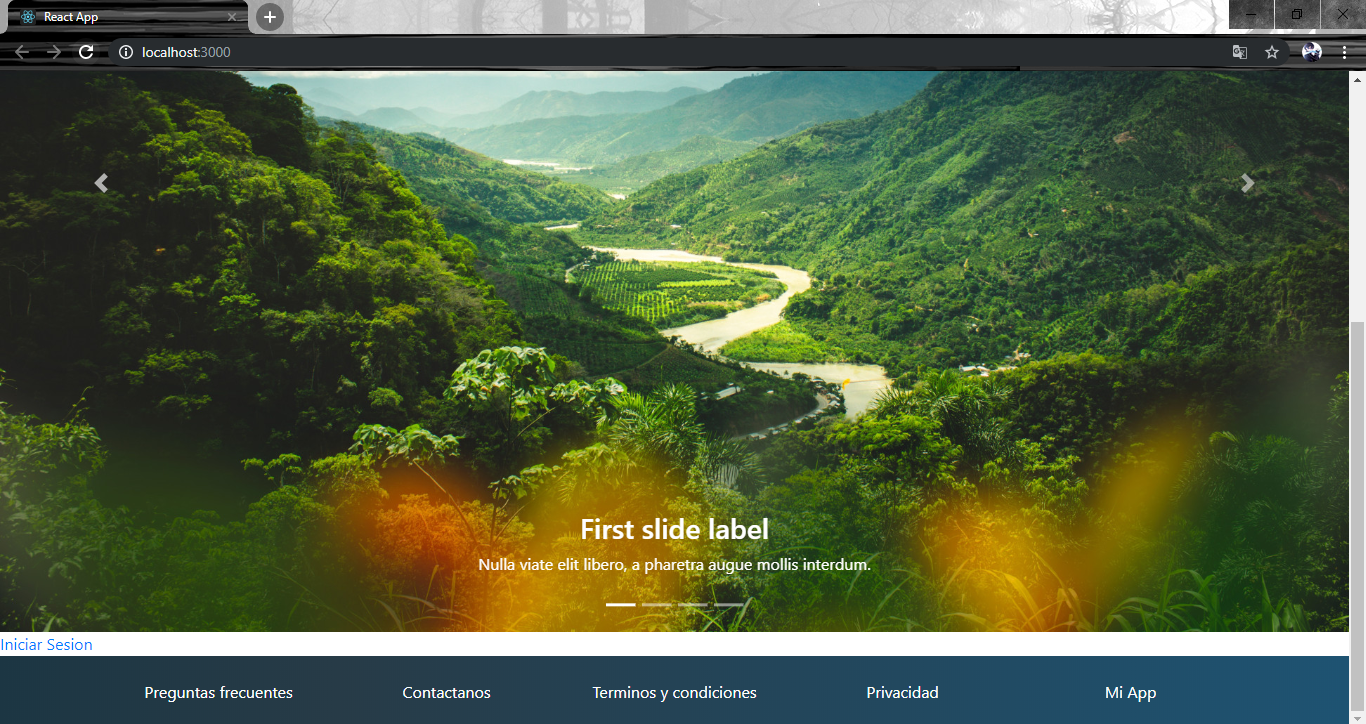 React App
localhost:3000
First slide label
Nulla viate elit libero, a pharetra augue mollis interdum.
Iniciar Sesion
Preguntas frecuentes Contactanos Terminos y condiciones Privacidad Mi App